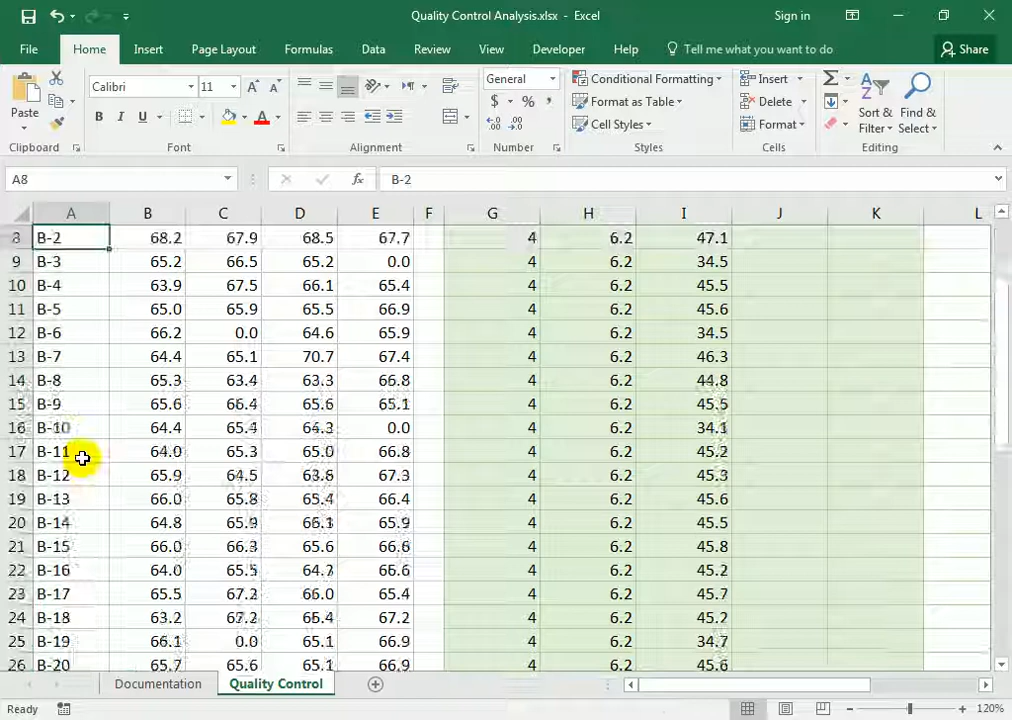 Quality Control Analysis.xlsx - Excel
Sign in
File Home Insert Page Layout Formulas Data Review View Developer Help Tell me what you want to do Share
Paste
Calibri 11
B I U A A A
General
$ % ,
Conditional Formatting
Format as Table
Cell Styles
Insert
Delete
Format
Sort & Filter
Find & Select
Clipboard Font Alignment Number Styles Cells Editing
A8 fx B-2
A B C D E F G H I J K L
8 B-2 68.2 67.9 68.5 67.7 4 6.2 47.1
9 B-3 65.2 66.5 65.2 0.0 4 6.2 34.5
10 B-4 63.9 67.5 66.1 65.4 4 6.2 45.5
11 B-5 65.0 65.9 65.5 66.9 4 6.2 45.6
12 B-6 66.2 0.0 64.6 65.9 4 6.2 34.5
13 B-7 64.4 65.1 70.7 67.4 4 6.2 46.3
14 B-8 65.3 63.4 63.3 66.8 4 6.2 44.8
15 B-9 65.6 66.4 65.6 65.1 4 6.2 45.5
16 B-10 64.4 65.4 64.3 0.0 4 6.2 34.1
17 B-11 64.0 65.3 65.0 66.8 4 6.2 45.2
18 B-12 65.9 64.5 63.8 67.3 4 6.2 45.3
19 B-13 66.0 65.8 65.4 66.4 4 6.2 45.6
20 B-14 64.8 65.9 66.1 65.9 4 6.2 45.5
21 B-15 66.0 66.3 65.6 66.6 4 6.2 45.8
22 B-16 64.0 65.5 64.3 66.6 4 6.2 45.2
23 B-17 65.5 67.2 66.0 65.4 4 6.2 45.7
24 B-18 63.2 67.2 65.4 67.2 4 6.2 45.5
25 B-19 66.1 0.0 65.1 66.9 4 6.2 34.7
26 B-20 65.7 65.6 65.1 66.9 4 6.2 45.6
Documentation Quality Control
Ready 120%